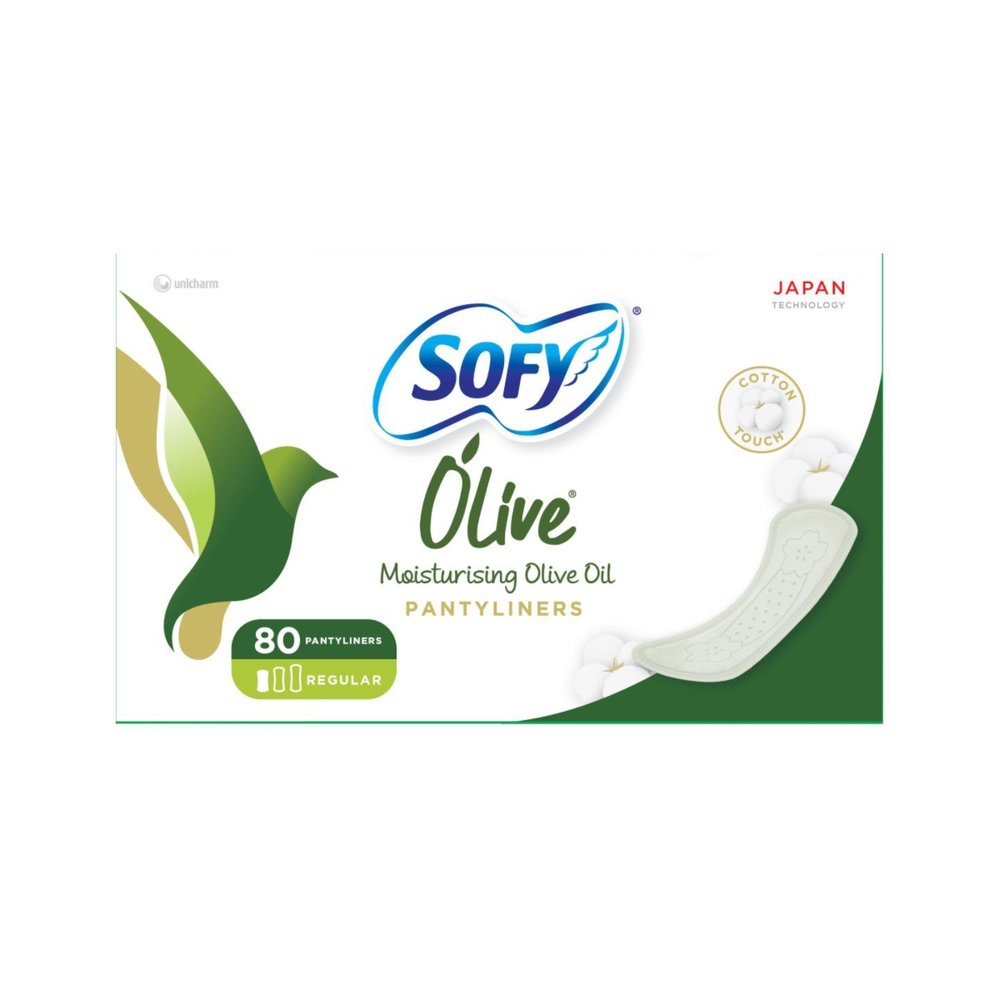 unicharm
JAPAN
TECHNOLOGY
SOFY®
COTTON
TOUCH*
Olive®
Moisturising Olive Oil
PANTYLINERS
80 PANTYLINERS
REGULAR